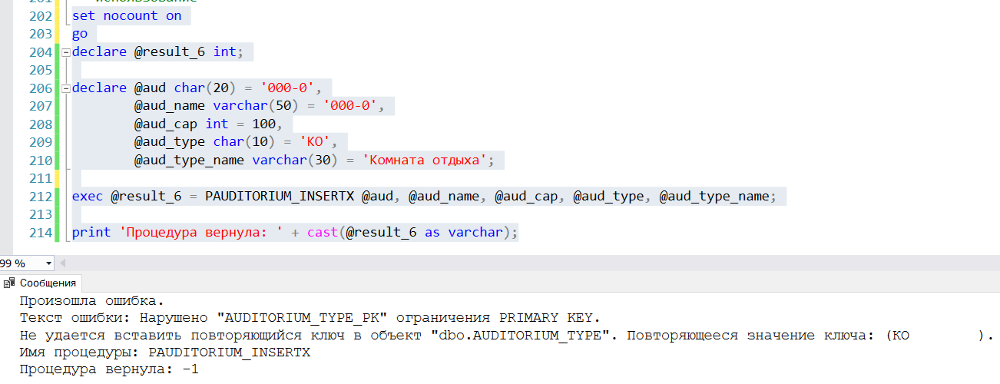 201
использование
202 set nocount on
203 go
204 declare @result_6 int;
205
206 declare @aud char(20) = '000-0',
207 @aud_name varchar(50) = '000-0',
208 @aud_cap int = 100,
209 @aud_type char(10) = 'КО',
210 @aud_type_name varchar(30) = 'Комната отдыха';
211
212 exec @result_6 = PAUDITORIUM_INSERTX @aud, @aud_name, @aud_cap, @aud_type, @aud_type_name;
213
214 print 'Процедура вернула: ' + cast(@result_6 as varchar);
99 %
Сообщения
Произошла ошибка.
Текст ошибки: Нарушено "AUDITORIUM_TYPE_PK" ограничения PRIMARY KEY.
Не удается вставить повторяющийся ключ в объект "dbo.AUDITORIUM_TYPE". Повторяющееся значение ключа: (КО        ).
Имя процедуры: PAUDITORIUM_INSERTX
Процедура вернула: -1